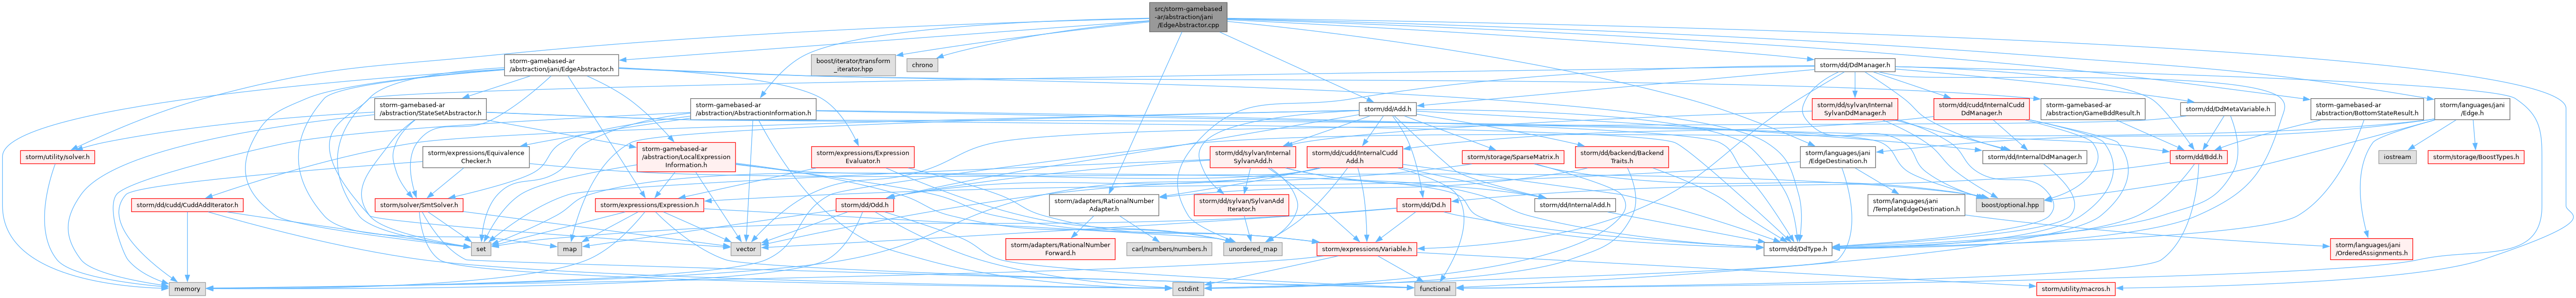 src/storm-gamebased
-ar/abstraction/jani
/EdgeAbstractor.cpp
storm-gamebased-ar
/abstraction/jani/EdgeAbstractor.h
boost/iterator/transform
_iterator.hpp
chrono
storm/dd/DdManager.h
storm-gamebased-ar
/abstraction/StateSetAbstractor.h
storm-gamebased-ar
/abstraction/AbstractionInformation.h
storm/dd/Add.h
storm/dd/sylvan/Internal
SylvanDdManager.h
storm/dd/cudd/InternalCudd
DdManager.h
storm-gamebased-ar
/abstraction/GameBddResult.h
storm/dd/DdMetaVariable.h
storm-gamebased-ar
/abstraction/BottomStateResult.h
storm/languages/jani
/Edge.h
storm/utility/solver.h
storm/expressions/Equivalence
Checker.h
storm-gamebased-ar
/abstraction/LocalExpression
Information.h
storm/expressions/Expression
Evaluator.h
storm/dd/sylvan/Internal
SylvanAdd.h
storm/dd/cudd/InternalCudd
Add.h
storm/storage/SparseMatrix.h
storm/dd/backend/Backend
Traits.h
storm/languages/jani
/EdgeDestination.h
storm/dd/InternalDdManager.h
storm/dd/Bdd.h
iostream
storm/storage/BoostTypes.h
storm/dd/cudd/CuddAddIterator.h
storm/solver/SmtSolver.h
storm/expressions/Expression.h
storm/dd/Odd.h
storm/adapters/RationalNumber
Adapter.h
storm/dd/sylvan/SylvanAdd
Iterator.h
storm/dd/Dd.h
storm/dd/InternalAdd.h
storm/languages/jani
/TemplateEdgeDestination.h
boost/optional.hpp
set
map
vector
storm/adapters/RationalNumber
Forward.h
carl/numbers/numbers.h
unordered_map
storm/expressions/Variable.h
storm/dd/DdType.h
storm/languages/jani
/OrderedAssignments.h
memory
cstdint
functional
storm/utility/macros.h